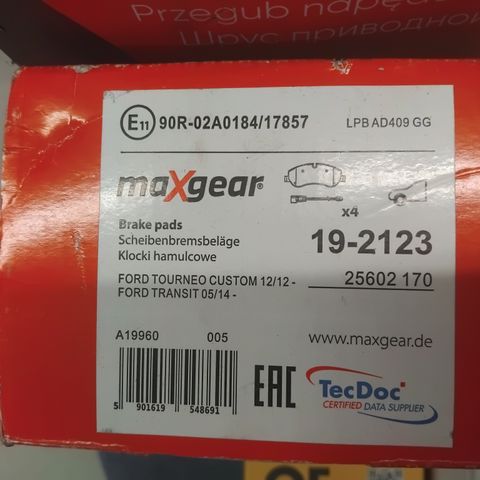 Przegub napędo
Шрус приводной
E11 90R-02A0184/17857 LPB AD409 GG
maXgear®
x4
Brake pads
Scheibenbremsbeläge
Klocki hamulcowe
19-2123
FORD TOURNEO CUSTOM 12/12 -
FORD TRANSIT 05/14 -
25602 170
A19960 005
www.maxgear.de
5 901619 548691
EAC
TecDoc
CERTIFIED DATA SUPPLIER